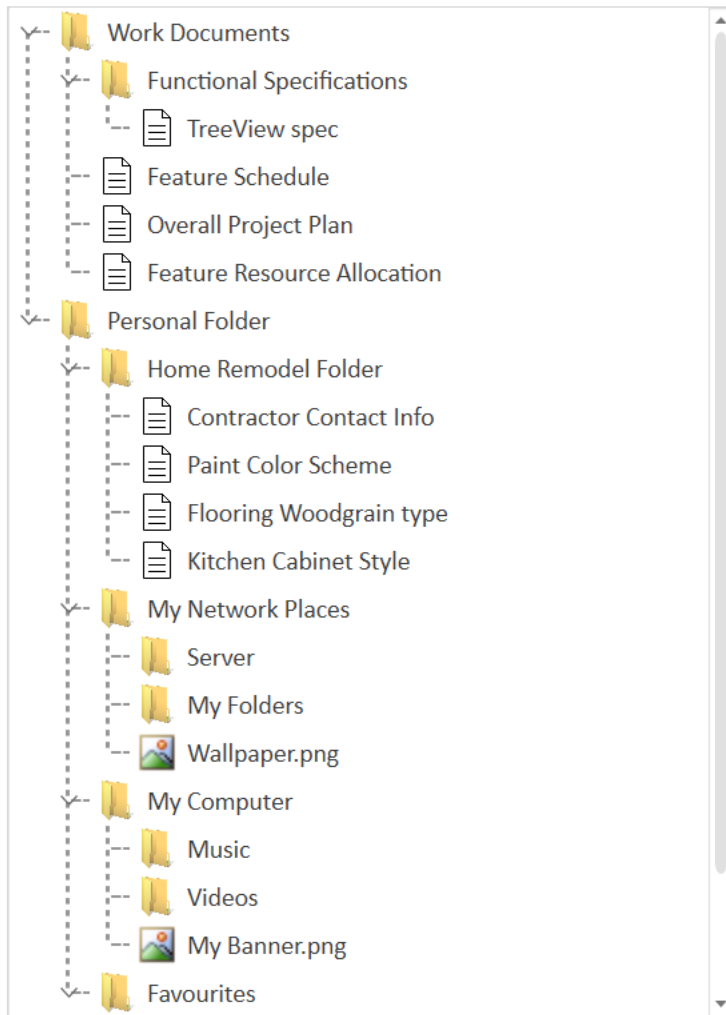 Work Documents
Functional Specifications
TreeView spec
Feature Schedule
Overall Project Plan
Feature Resource Allocation
Personal Folder
Home Remodel Folder
Contractor Contact Info
Paint Color Scheme
Flooring Woodgrain type
Kitchen Cabinet Style
My Network Places
Server
My Folders
Wallpaper.png
My Computer
Music
Videos
My Banner.png
Favourites